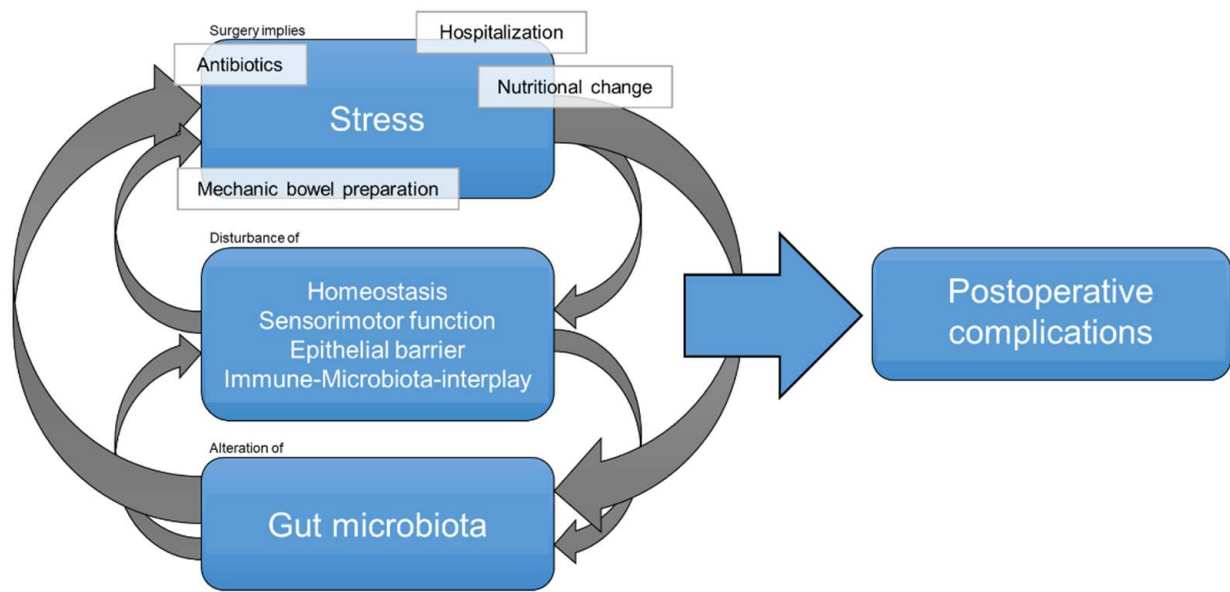 Surgery implies
Hospitalization
Antibiotics
Nutritional change
Stress
Mechanic bowel preparation
Disturbance of
Homeostasis
Sensorimotor function
Epithelial barrier
Immune-Microbiota-interplay
Postoperative
complications
Alteration of
Gut microbiota